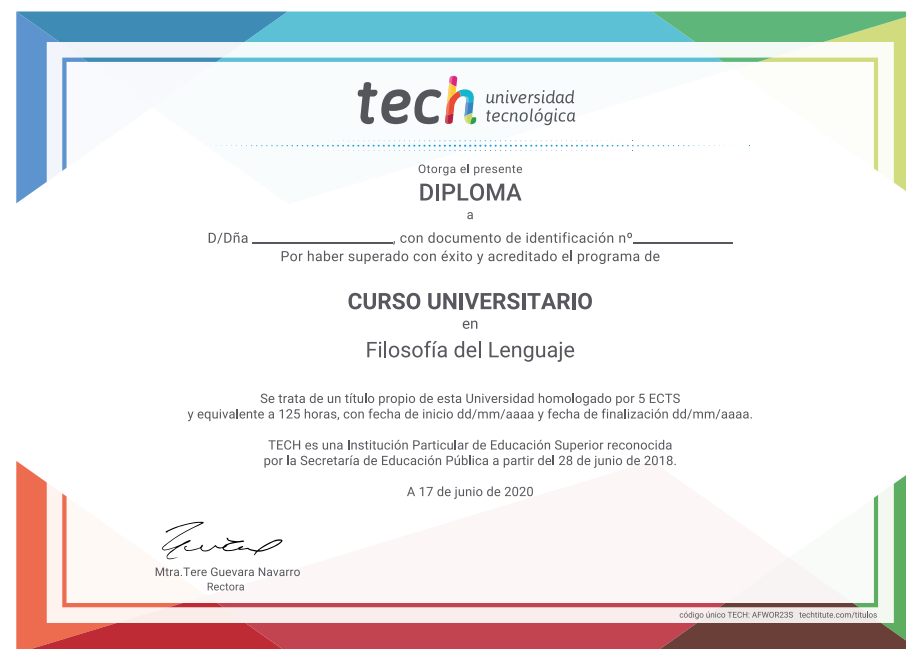 tech universidad
tecnológica
Otorga el presente
DIPLOMA
a
D/Dña ____________________, con documento de identificación nº______________
Por haber superado con éxito y acreditado el programa de
CURSO UNIVERSITARIO
en
Filosofía del Lenguaje
Se trata de un título propio de esta Universidad homologado por 5 ECTS
y equivalente a 125 horas, con fecha de inicio dd/mm/aaaa y fecha de finalización dd/mm/aaaa.
TECH es una Institución Particular de Educación Superior reconocida
por la Secretaría de Educación Pública a partir del 28 de junio de 2018.
A 17 de junio de 2020
Mtra.Tere Guevara Navarro
Rectora
código único TECH: AFWOR23S techtitute.com/titulos